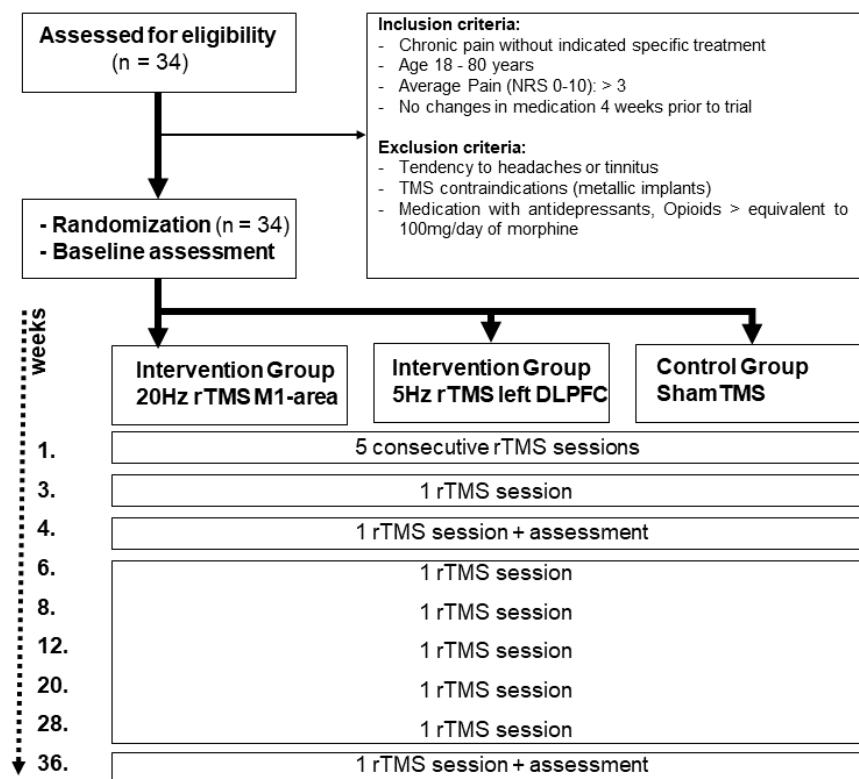 Assessed for eligibility
(n = 34)
Inclusion criteria:
- Chronic pain without indicated specific treatment
- Age 18 - 80 years
- Average Pain (NRS 0-10): > 3
- No changes in medication 4 weeks prior to trial
Exclusion criteria:
- Tendency to headaches or tinnitus
- TMS contraindications (metallic implants)
- Medication with antidepressants, Opioids > equivalent to
100mg/day of morphine
- Randomization (n = 34)
- Baseline assessment
weeks
Intervention Group
20Hz rTMS M1-area
Intervention Group
5Hz rTMS left DLPFC
Control Group
Sham TMS
1. 5 consecutive rTMS sessions
3. 1 rTMS session
4. 1 rTMS session + assessment
6. 1 rTMS session
8. 1 rTMS session
12. 1 rTMS session
20. 1 rTMS session
28. 1 rTMS session
36. 1 rTMS session + assessment